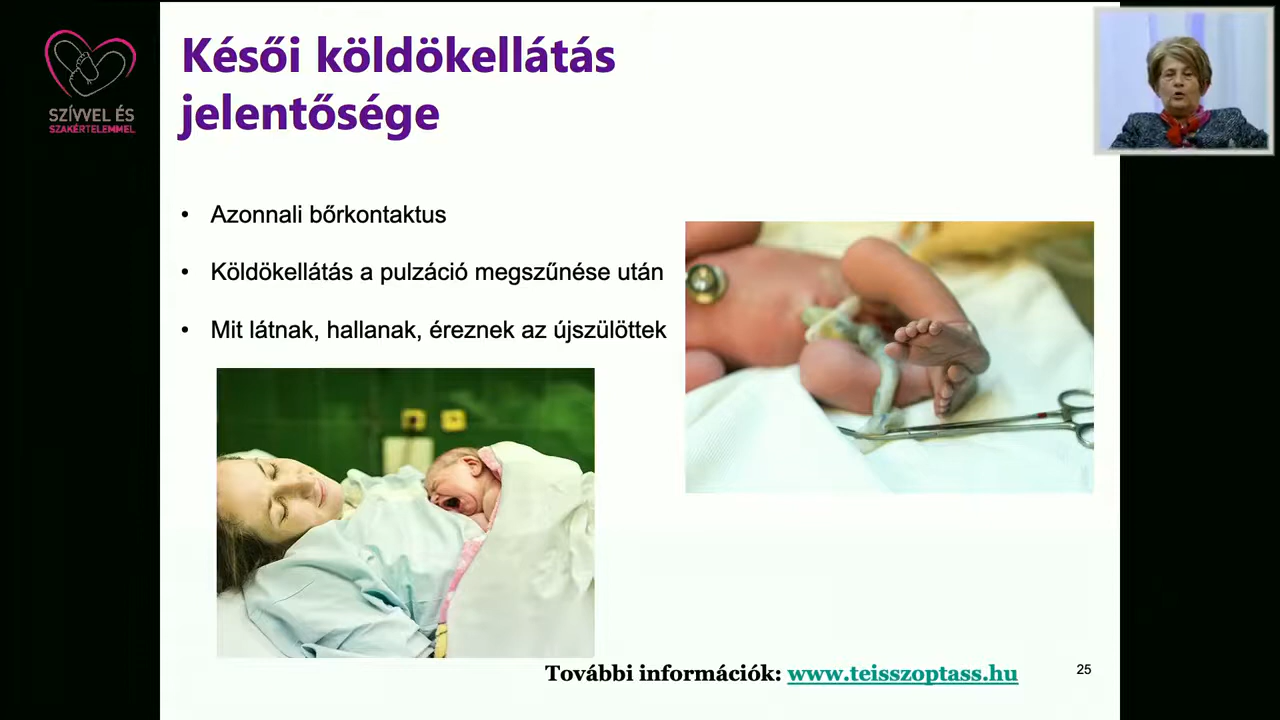 SZÍVVEL ÉS
SZAKÉRTELEMMEL
Késői köldökellátás
jelentősége
• Azonnali bőrkontaktus
• Köldökellátás a pulzáció megszűnése után
• Mit látnak, hallanak, éreznek az újszülöttek
További információk: www.teisszoptass.hu
25